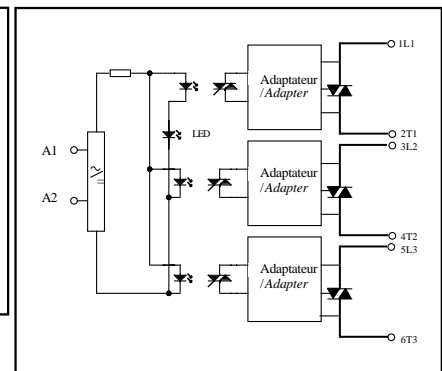 1L1
Adaptateur
/Adapter
2T1
LED
A1
A2
3L2
Adaptateur
/Adapter
4T2
5L3
Adaptateur
/Adapter
6T3